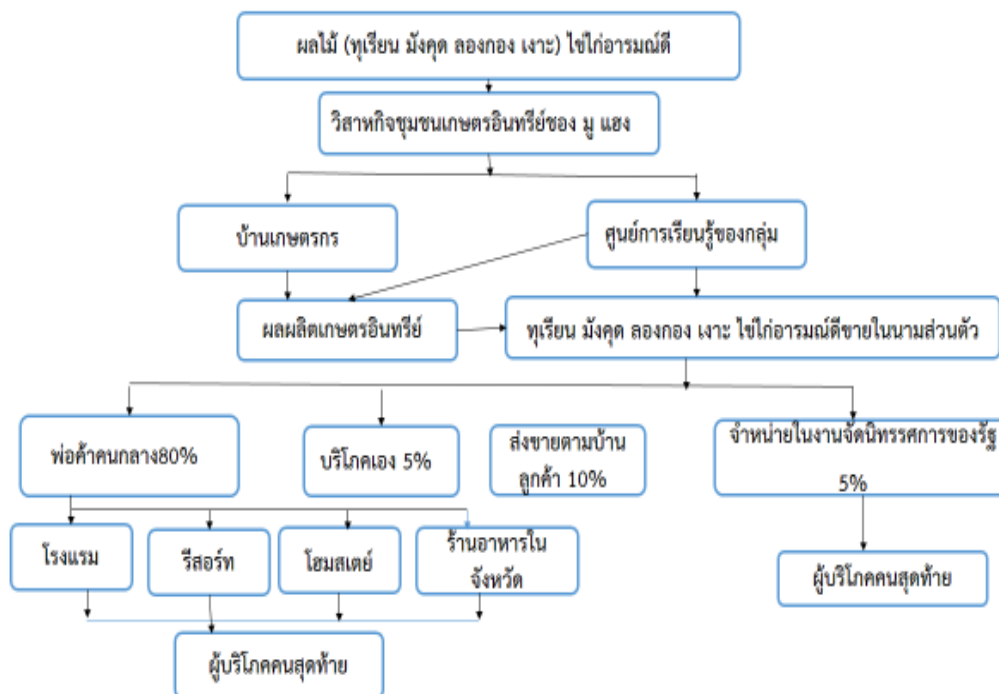 ผลไม้ (ทุเรียน มังคุด ลองกอง เงาะ) ไข่ไก่อารมณ์ดี
วิสาหกิจชุมชนเกษตรอินทรีย์ของ มู แฮง
บ้านเกษตรกร
ศูนย์การเรียนรู้ของกลุ่ม
ผลผลิตเกษตรอินทรีย์
ทุเรียน มังคุด ลองกอง เงาะ ไข่ไก่อารมณ์ดีขายในนามส่วนตัว
พ่อค้าคนกลาง80%
บริโภคเอง 5%
ส่งขายตามบ้าน
ลูกค้า 10%
จำหน่ายในงานจัดนิทรรศการของรัฐ
5%
โรงแรม
รีสอร์ท
โฮมสเตย์
ร้านอาหารใน
จังหวัด
ผู้บริโภคคนสุดท้าย
ผู้บริโภคคนสุดท้าย